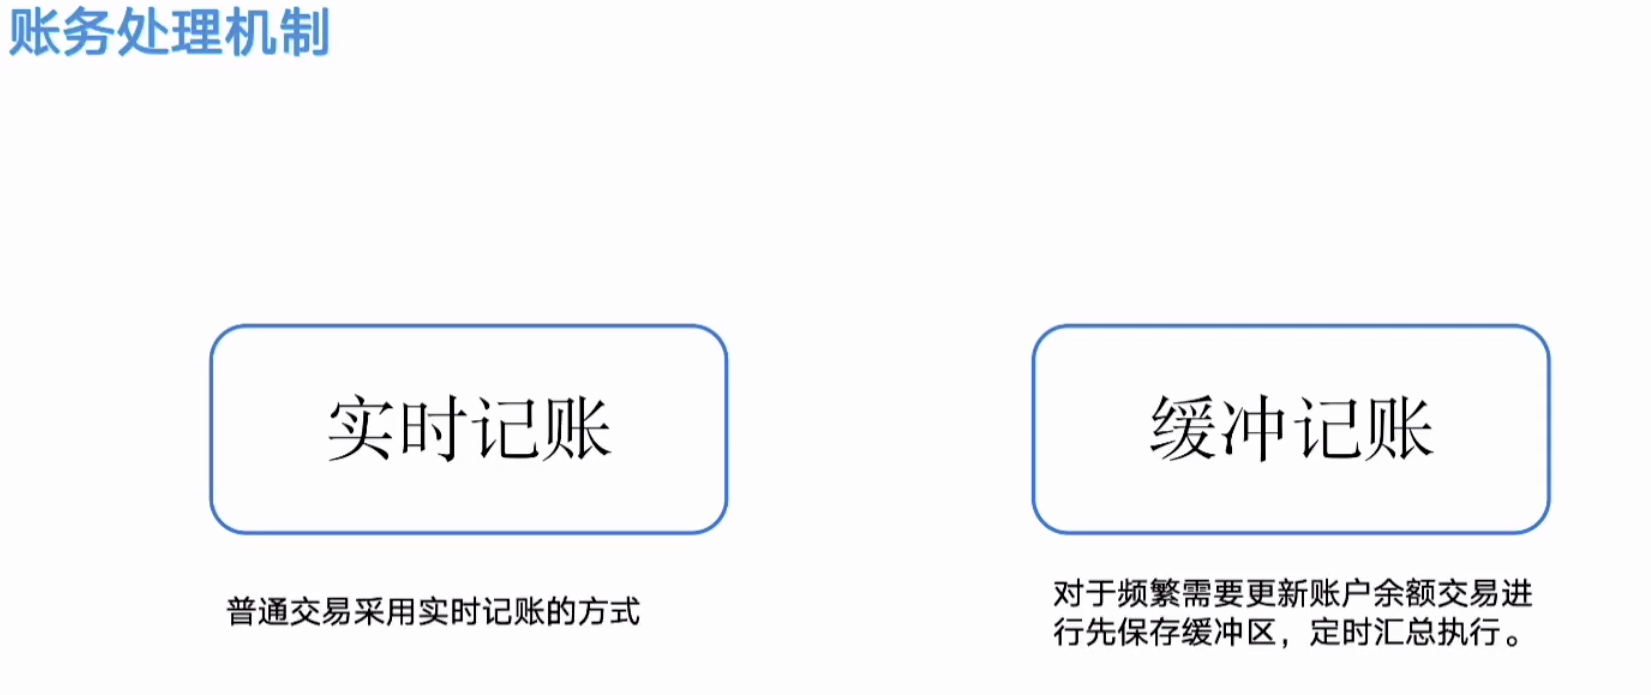 账务处理机制
实时记账
缓冲记账
普通交易采用实时记账的方式
对于频繁需要更新账户余额交易进
行先保存缓冲区，定时汇总执行。